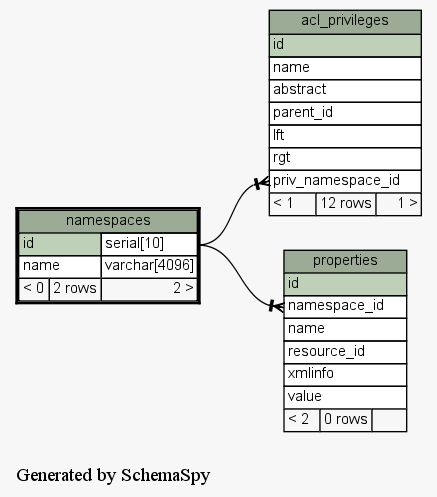 acl_privileges
id
name
abstract
parent_id
lft
rgt
priv_namespace_id
< 1 12 rows 1 >
namespaces
id serial[10]
name varchar[4096]
< 0 2 rows 2 >
properties
id
namespace_id
name
resource_id
xmlinfo
value
< 2 0 rows
Generated by SchemaSpy